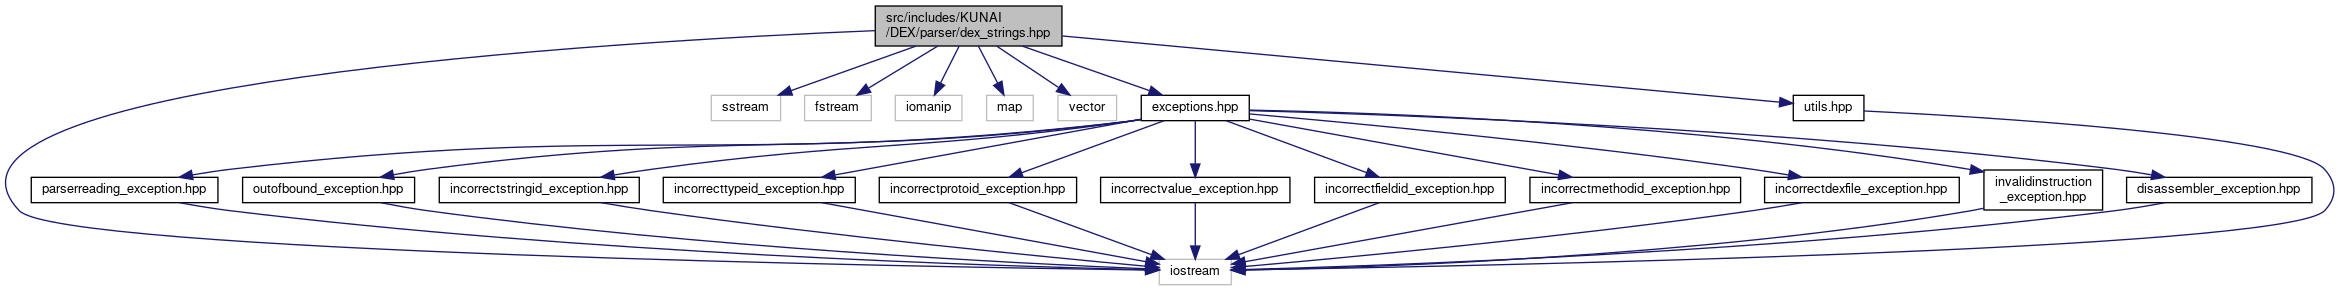 src/includes/KUNAI
/DEX/parser/dex_strings.hpp
sstream
fstream
iomanip
map
vector
exceptions.hpp
utils.hpp
parserreading_exception.hpp
outofbound_exception.hpp
incorrectstringid_exception.hpp
incorrecttypeid_exception.hpp
incorrectprotoid_exception.hpp
incorrectvalue_exception.hpp
incorrectfieldid_exception.hpp
incorrectmethodid_exception.hpp
incorrectdexfile_exception.hpp
invalidinstruction
_exception.hpp
disassembler_exception.hpp
iostream